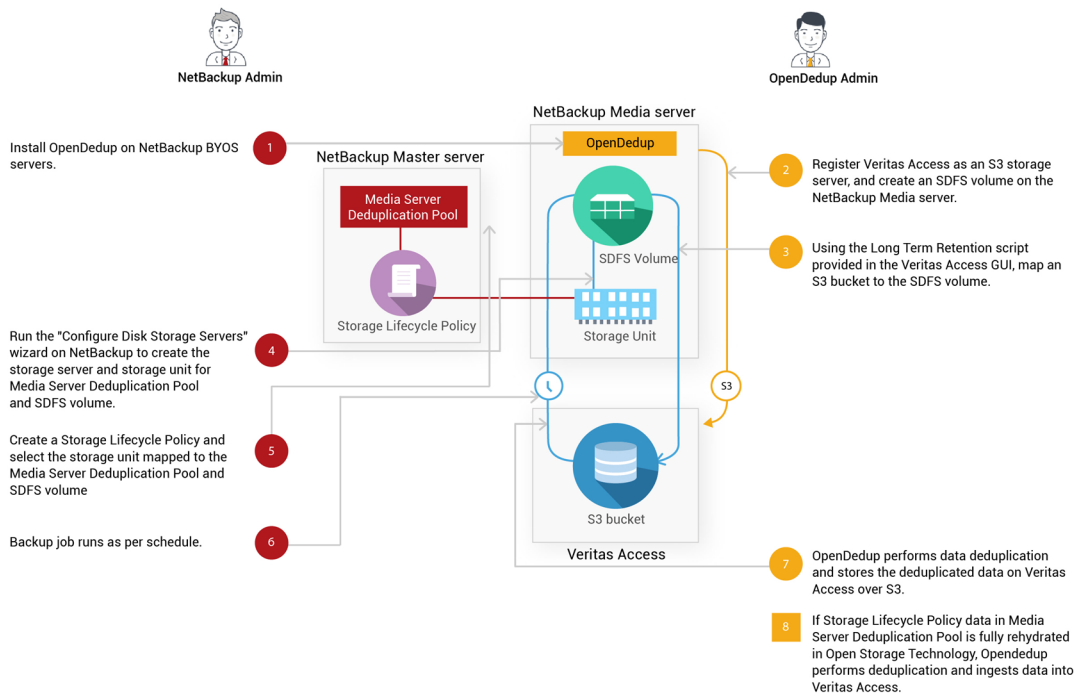 NetBackup Admin
OpenDedup Admin
NetBackup Media server
OpenDedup
Install OpenDedup on NetBackup BYOS
servers.
1
NetBackup Master server
Media Server
Deduplication Pool
2
Register Veritas Access as an S3 storage
server, and create an SDFS volume on the
NetBackup Media server.
SDFS Volume
3
Using the Long Term Retention script
provided in the Veritas Access GUI, map an
S3 bucket to the SDFS volume.
Storage Lifecycle Policy
Storage Unit
Run the "Configure Disk Storage Servers"
wizard on NetBackup to create the
storage server and storage unit for
Media Server Deduplication Pool
and SDFS volume.
4
S3
Create a Storage Lifecycle Policy and
select the storage unit mapped to the
Media Server Deduplication Pool and
SDFS volume
5
S3 bucket
Veritas Access
Backup job runs as per schedule.
6
7
OpenDedup performs data deduplication
and stores the deduplicated data on Veritas
Access over S3.
8
If Storage Lifecycle Policy data in Media
Server Deduplication Pool is fully rehydrated
in Open Storage Technology, Opendedup
performs deduplication and ingests data into
Veritas Access.